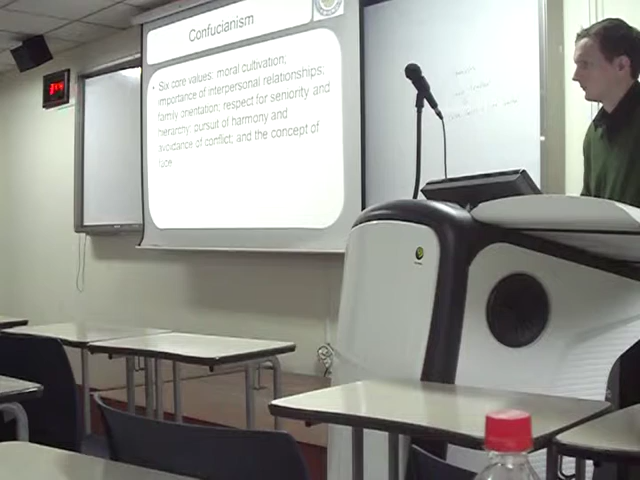 Confucianism
• Six core values: moral cultivation;
importance of interpersonal relationships;
family orientation; respect for seniority and
hierarchy; pursuit of harmony and
avoidance of conflict; and the concept of
face